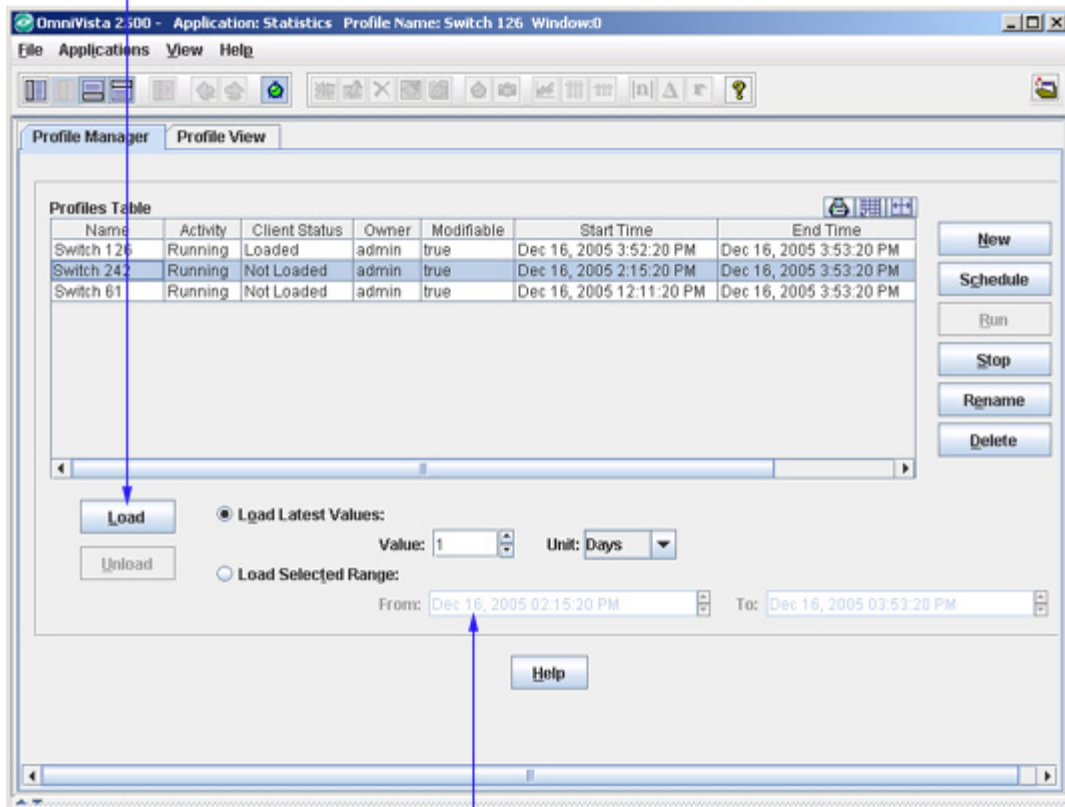 OmniVista 2500 - Application: Statistics Profile Name: Switch 126 Window:0
File Applications View Help
Profile Manager Profile View
Profiles Table
Name Activity Client Status Owner Modifiable Start Time End Time
Switch 126 Running Loaded admin true Dec 16, 2005 3:52:20 PM Dec 16, 2005 3:53:20 PM
Switch 242 Running Not Loaded admin true Dec 16, 2005 2:15:20 PM Dec 16, 2005 3:53:20 PM
Switch 61 Running Not Loaded admin true Dec 16, 2005 12:11:20 PM Dec 16, 2005 3:53:20 PM
New
Schedule
Run
Stop
Rename
Delete
Load
Unload
Load Latest Values:
Value: 1 Unit: Days
Load Selected Range:
From: Dec 16, 2005 02:15:20 PM To: Dec 16, 2005 03:53:20 PM
Help